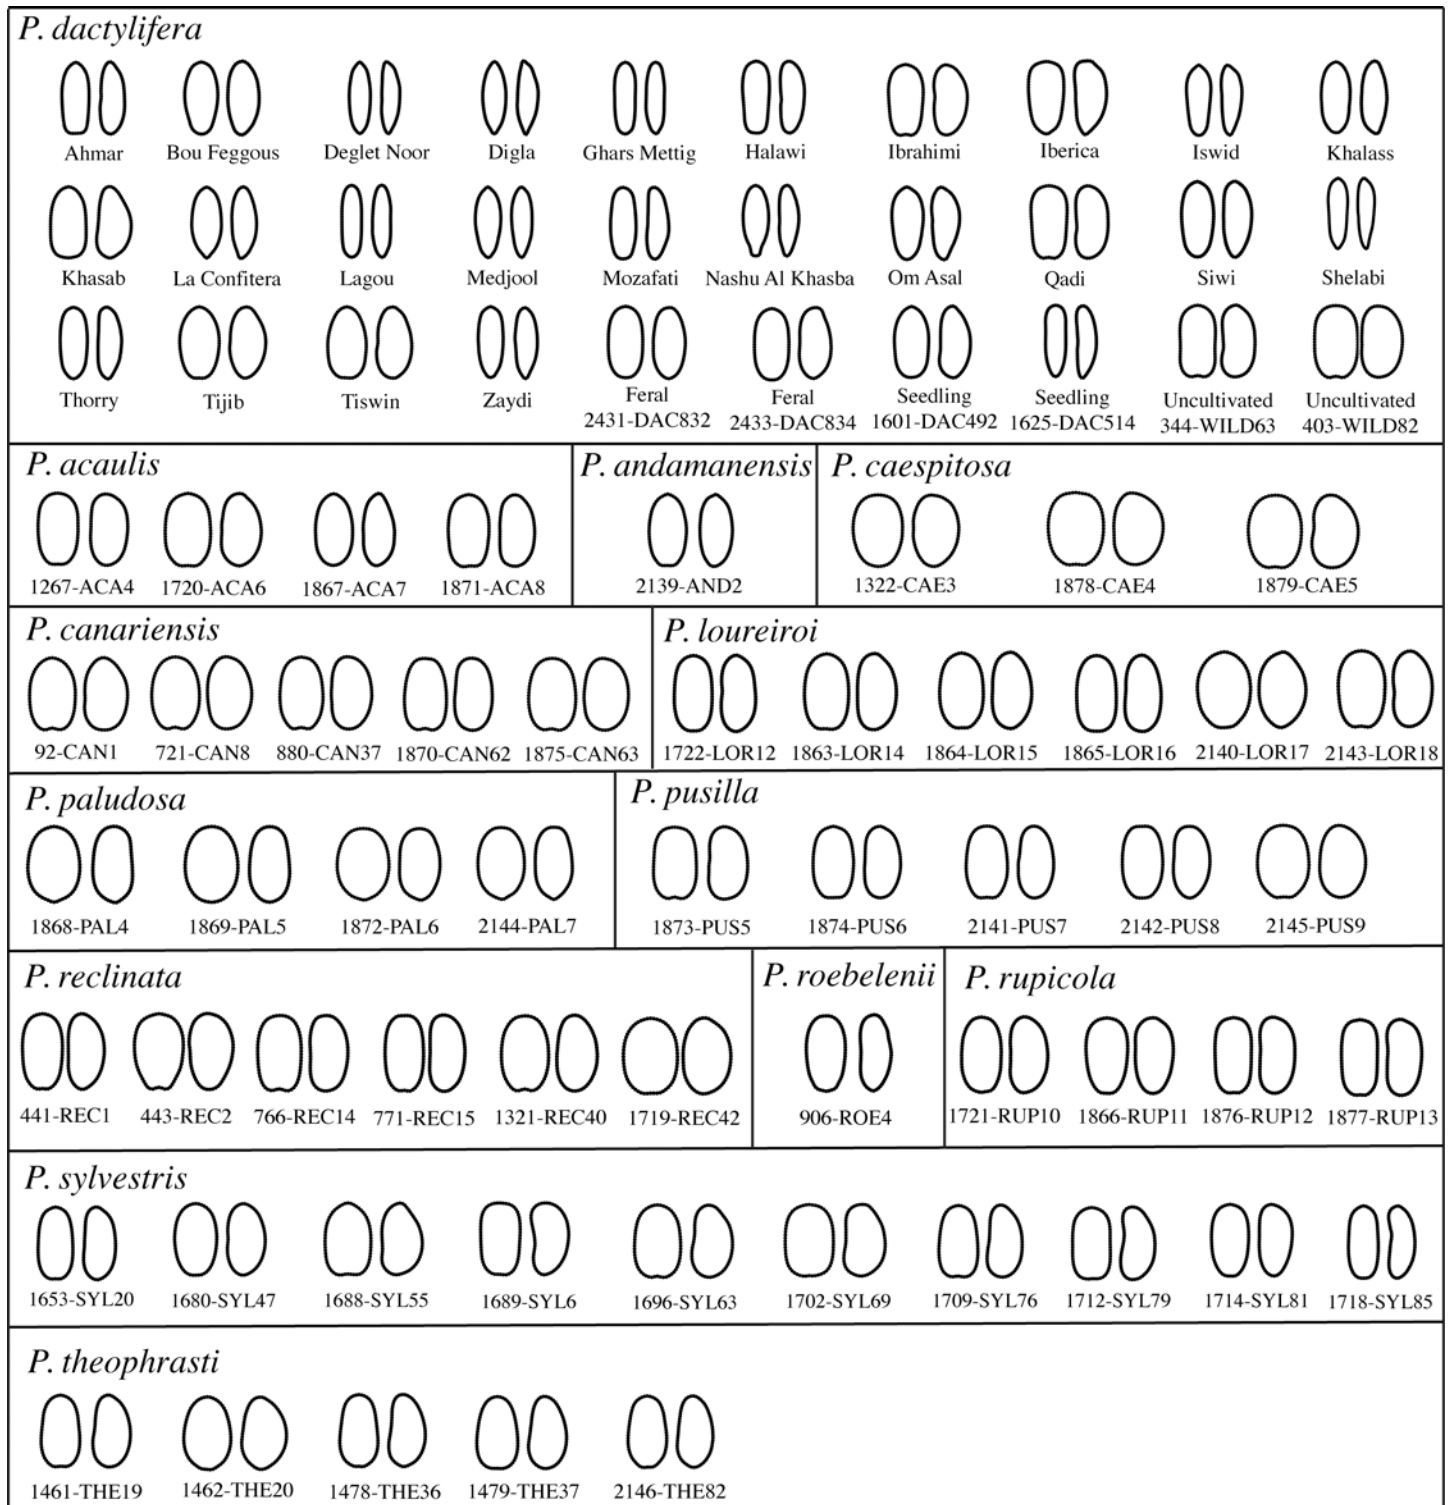 P. dactylifera
Ahmar Bou Feggous Deglet Noor Digla Ghars Mettig Halawi Ibrahimi Iberica Iswid Khalass
Khasab La Confitera Lagou Medjool Mozafati Nashu Al Khasba Om Asal Qadi Siwi Shelabi
Thorry Tijib Tiswin Zaydi Feral Feral Seedling Seedling Uncultivated Uncultivated
2431-DAC832 2433-DAC834 1601-DAC492 1625-DAC514 344-WILD63 403-WILD82
P. acaulis P. andamanensis P. caespitosa
1267-ACA4 1720-ACA6 1867-ACA7 1871-ACA8 2139-AND2 1322-CAE3 1878-CAE4 1879-CAE5
P. canariensis P. loureiroi
92-CAN1 721-CAN8 880-CAN37 1870-CAN62 1875-CAN63 1722-LOR12 1863-LOR14 1864-LOR15 1865-LOR16 2140-LOR17 2143-LOR18
P. paludosa P. pusilla
1868-PAL4 1869-PAL5 1872-PAL6 2144-PAL7 1873-PUS5 1874-PUS6 2141-PUS7 2142-PUS8 2145-PUS9
P. reclinata P. roebelenii P. rupicola
441-REC1 443-REC2 766-REC14 771-REC15 1321-REC40 1719-REC42 906-ROE4 1721-RUP10 1866-RUP11 1876-RUP12 1877-RUP13
P. sylvestris
1653-SYL20 1680-SYL47 1688-SYL55 1689-SYL6 1696-SYL63 1702-SYL69 1709-SYL76 1712-SYL79 1714-SYL81 1718-SYL85
P. theophrasti
1461-THE19 1462-THE20 1478-THE36 1479-THE37 2146-THE82